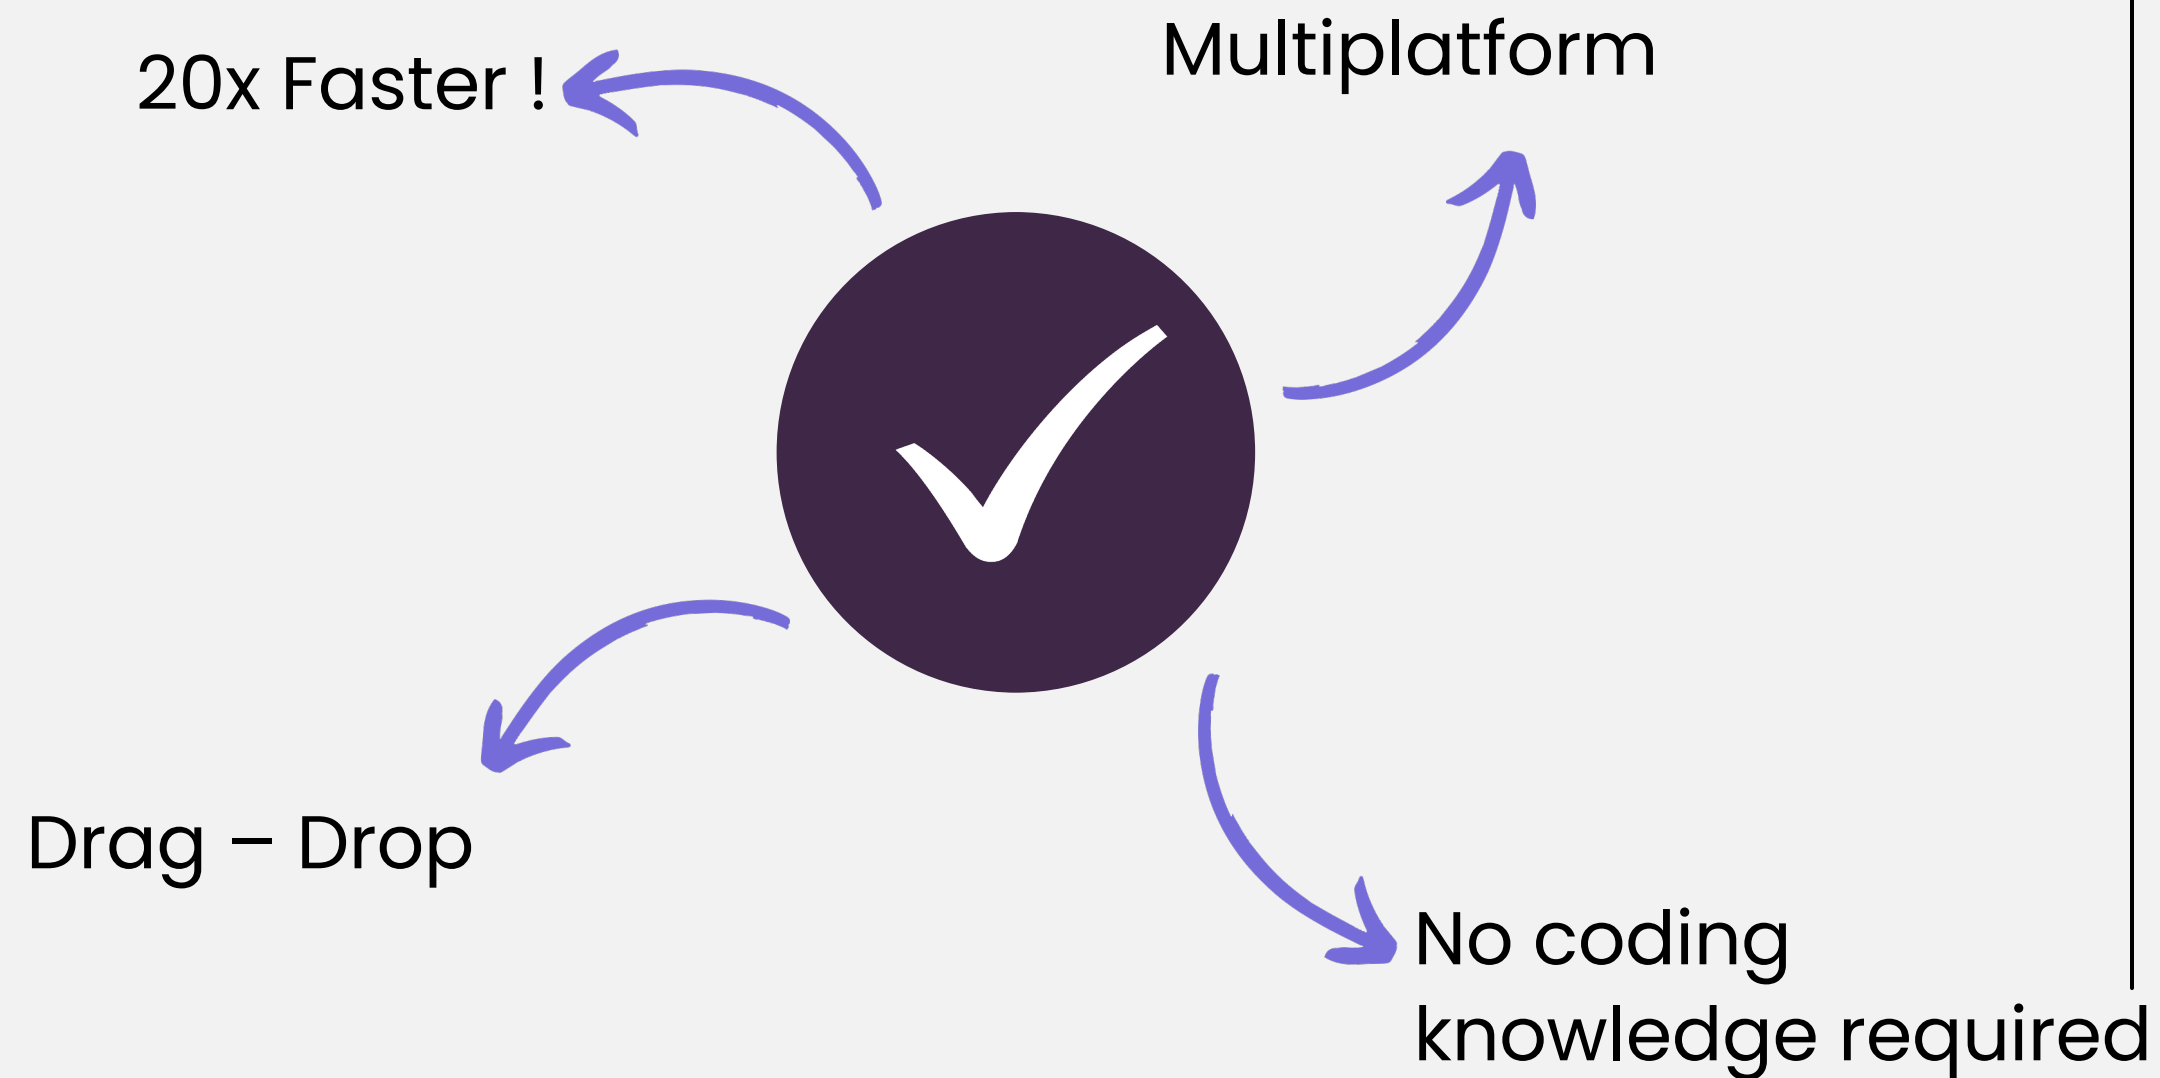 20x Faster !
Multiplatform
Drag – Drop
No coding
knowledge required